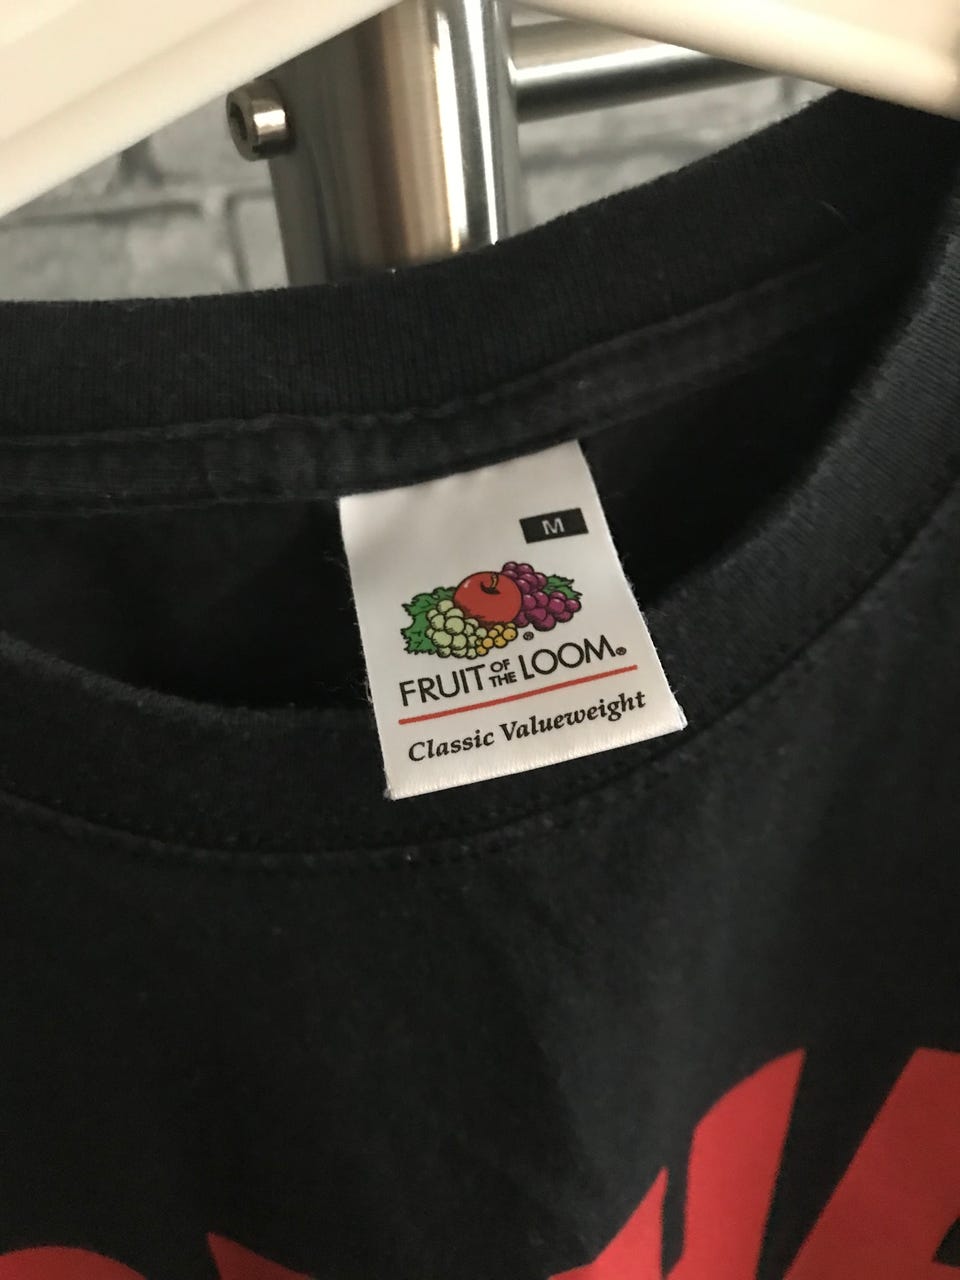 M
FRUIT OF THE LOOM®
Classic Valueweight